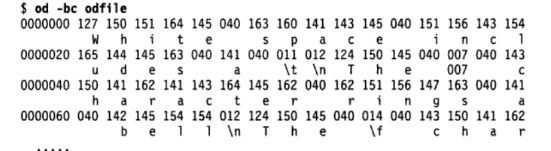 $ od -bc odfile
0000000 127 150 151 164 145 040 163 160 141 143 145 040 151 156 143 154
W h i t e s p a c e i n c l
0000020 165 144 145 163 040 141 040 011 012 124 150 145 040 007 040 143
u d e s a \t \n T h e 007 c
0000040 150 141 162 141 143 164 145 162 040 162 151 156 147 163 040 141
h a r a c t e r r i n g s a
0000060 040 142 145 154 154 012 124 150 145 040 014 040 143 150 141 162
b e l l \n T h e \f c h a r
.....